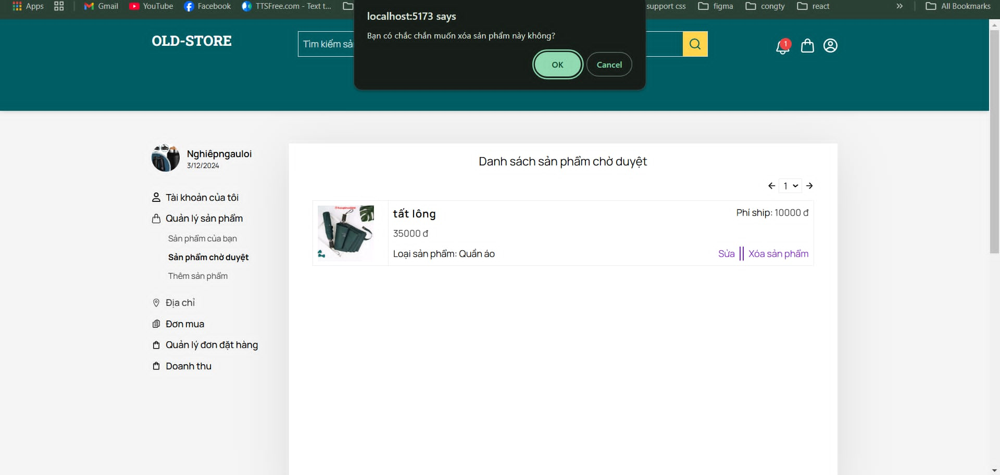 Apps
Gmail
YouTube
Facebook
TTSFree.com - Text t...
support css
figma
congty
react
All Bookmarks
localhost:5173 says
Bạn có chắc chắn muốn xóa sản phẩm này không?
OK
Cancel
OLD-STORE
Tìm kiếm sả
1
Nghiêpngauloi
3/12/2024
Tài khoản của tôi
Quản lý sản phẩm
Sản phẩm của bạn
Sản phẩm chờ duyệt
Thêm sản phẩm
Địa chỉ
Đơn mua
Quản lý đơn đặt hàng
Doanh thu
Danh sách sản phẩm chờ duyệt
1
tất lông
Phí ship: 10000 đ
35000 đ
Loại sản phẩm: Quần áo
Sửa
Xóa sản phẩm